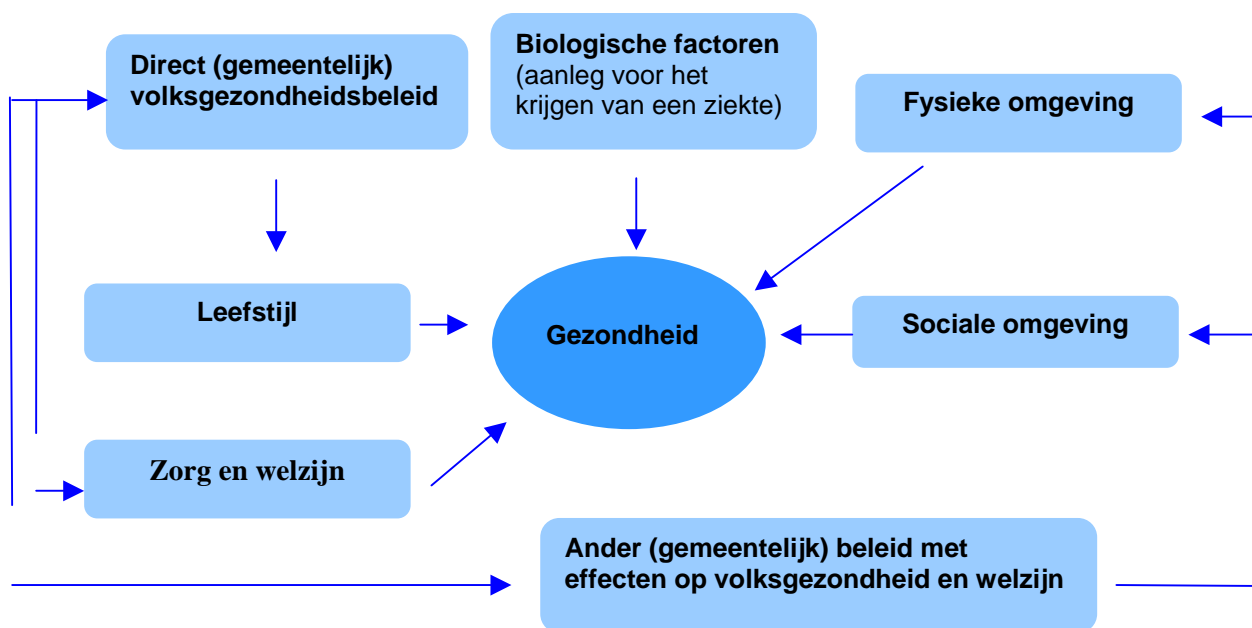 Direct (gemeentelijk)
volksgezondheidsbeleid
Biologische factoren
(aanleg voor het
krijgen van een ziekte)
Fysieke omgeving
Leefstijl
Gezondheid
Sociale omgeving
Zorg en welzijn
Ander (gemeentelijk) beleid met
effecten op volksgezondheid en welzijn